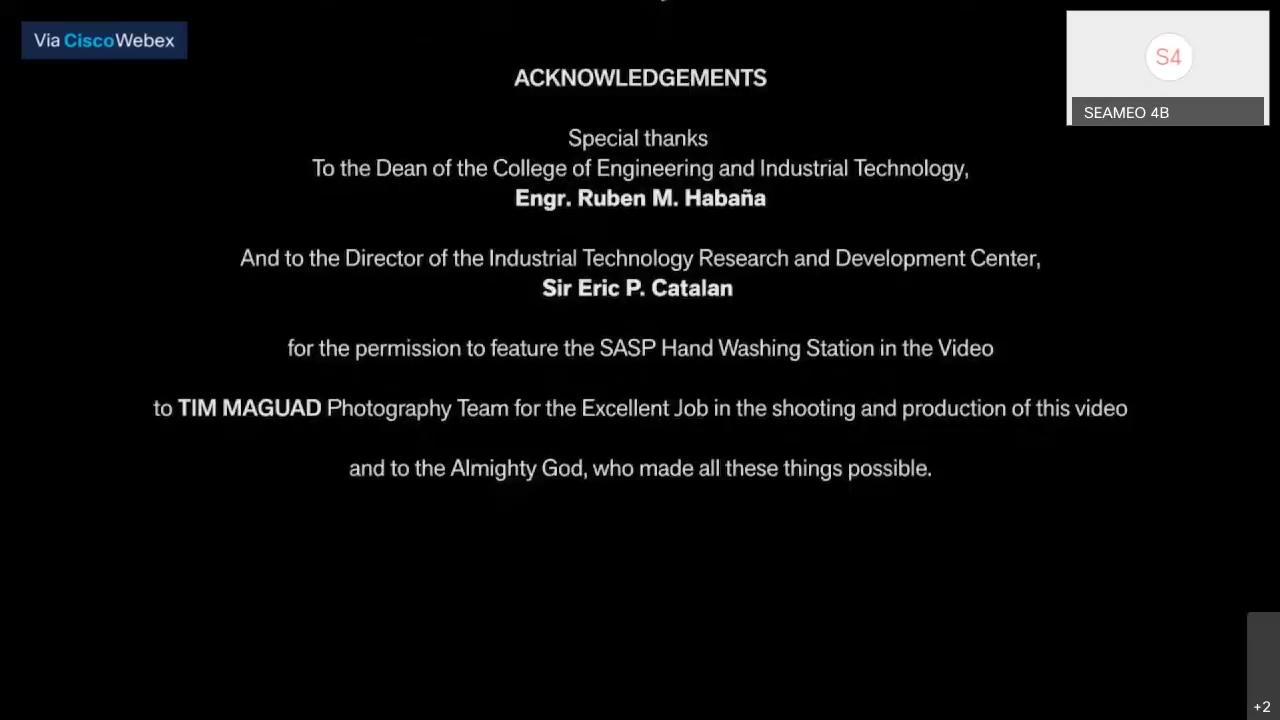 Via CiscoWebex
S4
SEAMEO 4B
ACKNOWLEDGEMENTS
Special thanks
To the Dean of the College of Engineering and Industrial Technology,
Engr. Ruben M. Habaña
And to the Director of the Industrial Technology Research and Development Center,
Sir Eric P. Catalan
for the permission to feature the SASP Hand Washing Station in the Video
to TIM MAGUAD Photography Team for the Excellent Job in the shooting and production of this video
and to the Almighty God, who made all these things possible.
+2